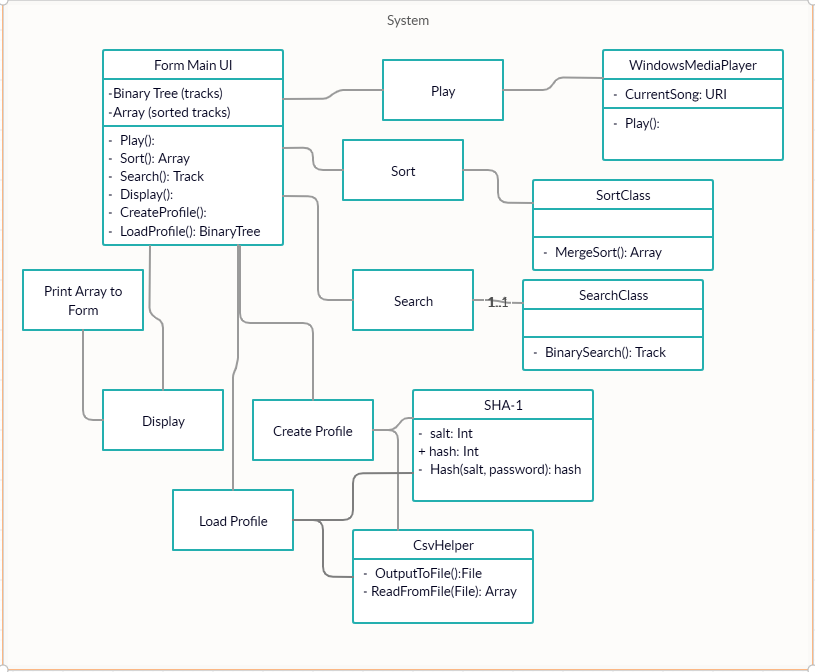 System
Form Main UI
-Binary Tree (tracks)
-Array (sorted tracks)
- Play():
- Sort(): Array
- Search(): Track
- Display():
- CreateProfile():
- LoadProfile(): BinaryTree
Play
WindowsMediaPlayer
- CurrentSong: URI
- Play():
Sort
SortClass
- MergeSort(): Array
Print Array to
Form
Search
1..1
SearchClass
- BinarySearch(): Track
Display
Create Profile
SHA-1
- salt: Int
+ hash: Int
- Hash(salt, password): hash
Load Profile
CsvHelper
- OutputToFile():File
- ReadFromFile(File): Array